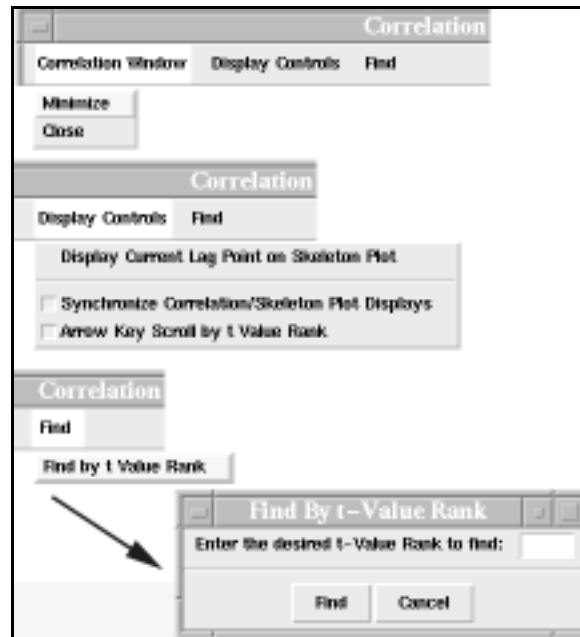 Correlation
Correlation Window Display Controls Find
Minimize
Close
Correlation
Display Controls Find
Display Current Lag Point on Skeleton Plot
Synchronize Correlation/Skeleton Plot Displays
Arrow Key Scroll by t Value Rank
Correlation
Find
Find by t Value Rank
Find By t-Value Rank
Enter the desired t-Value Rank to find:
Find Cancel